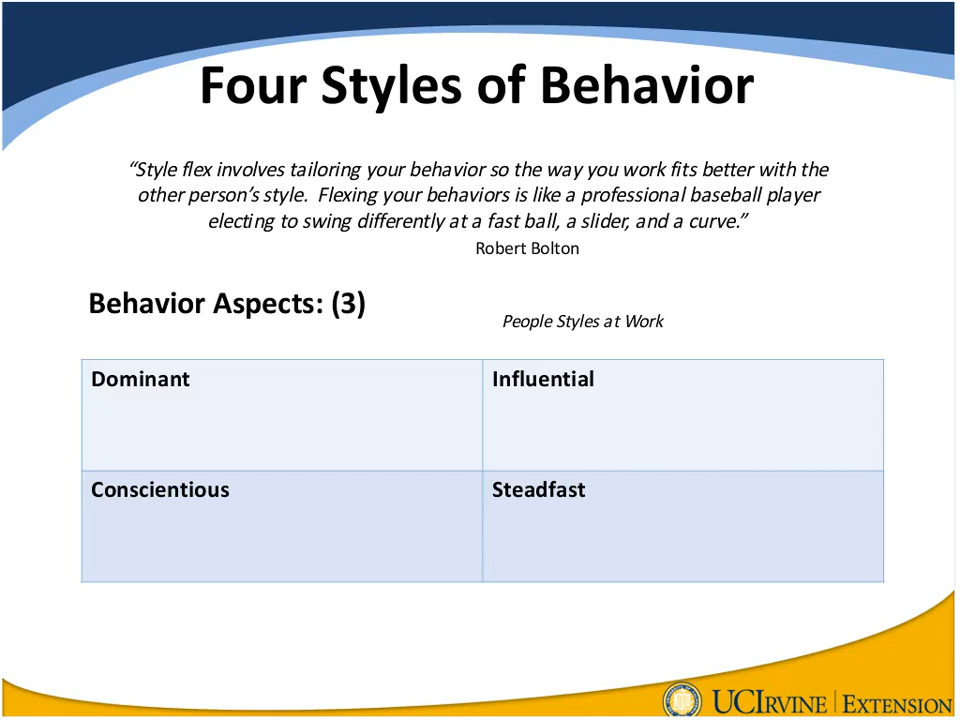 Four Styles of Behavior
“Style flex involves tailoring your behavior so the way you work fits better with the
other person’s style.  Flexing your behaviors is like a professional baseball player
electing to swing differently at a fast ball, a slider, and a curve.”
Robert Bolton
Behavior Aspects: (3)
People Styles at Work
Dominant
Influential
Conscientious
Steadfast
UCIRVINE | EXTENSION